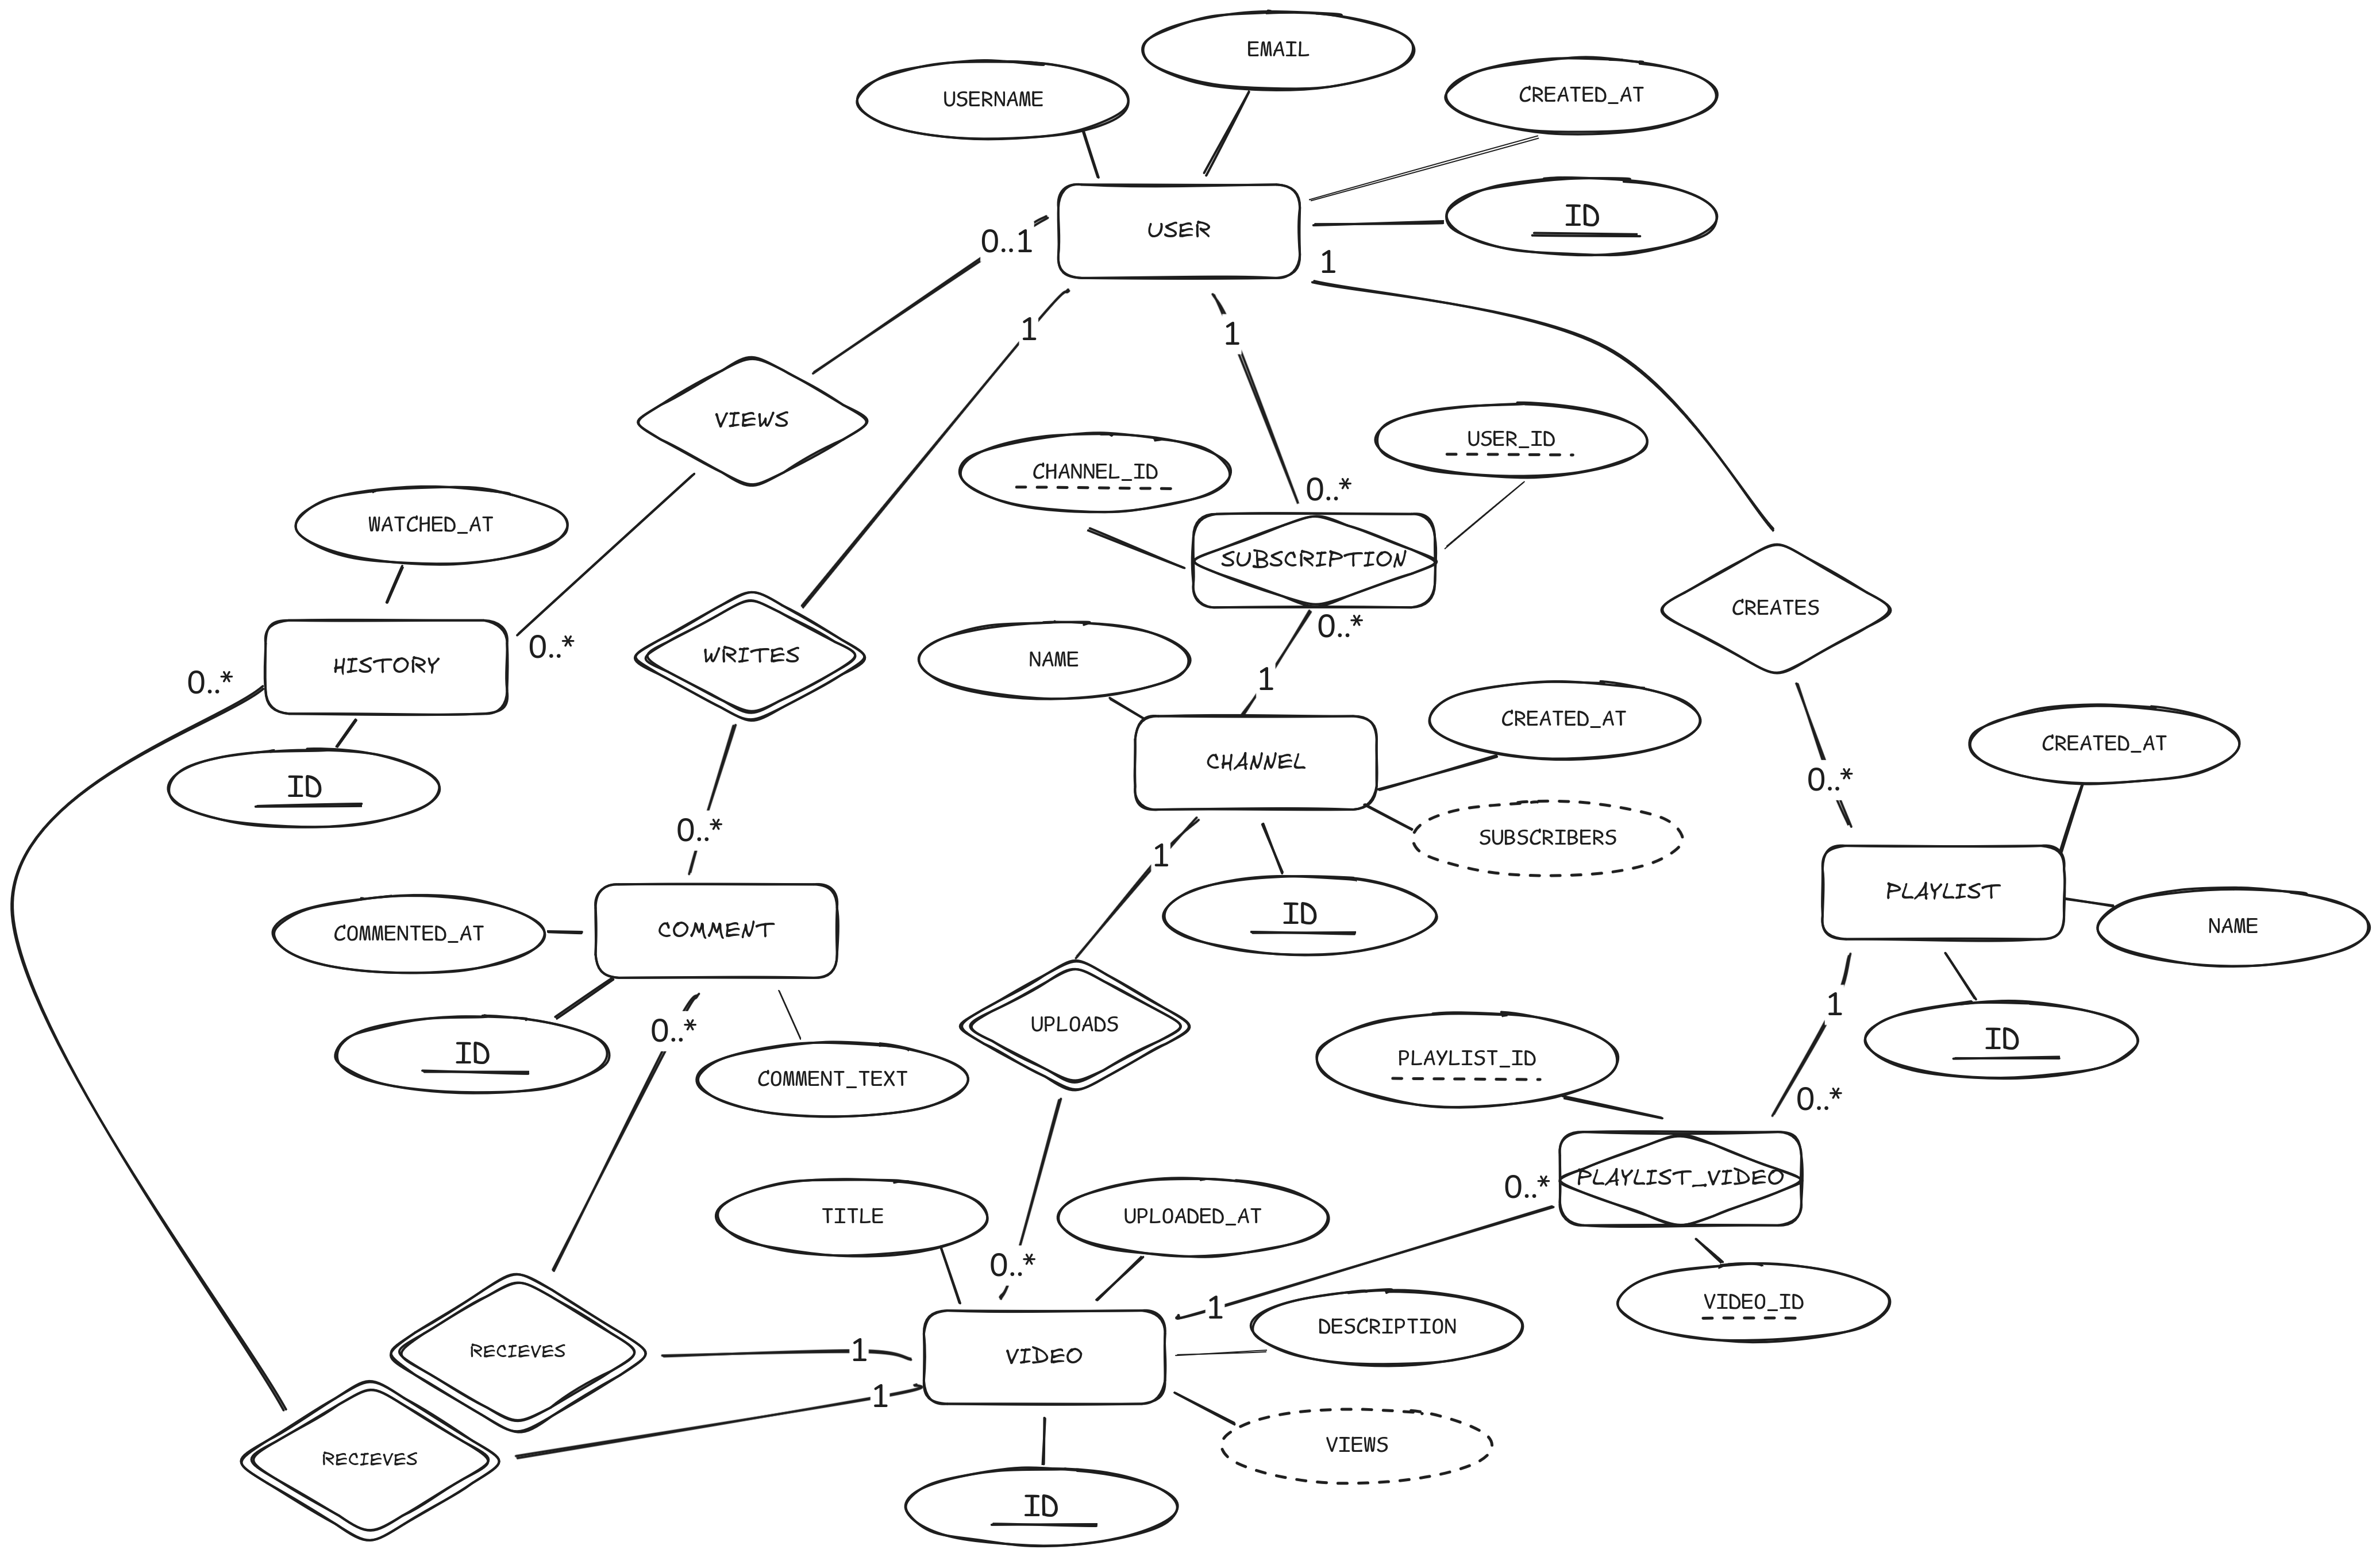 EMAIL
USERNAME
CREATED_AT
ID
USER
0..1
1
1
1
VIEWS
USER_ID
CHANNEL_ID
0..*
WATCHED_AT
SUBSCRIPTION
CREATES
0..*
0..*
WRITES
NAME
HISTORY
0..*
1
CREATED_AT
CREATED_AT
CHANNEL
0..*
ID
0..*
SUBSCRIBERS
1
PLAYLIST
ID
NAME
COMMENT
COMMENTED_AT
1
0..*
UPLOADS
ID
ID
PLAYLIST_ID
COMMENT_TEXT
0..*
PLAYLIST_VIDEO
0..*
TITLE
UPLOADED_AT
0..*
VIDEO_ID
1
DESCRIPTION
RECIEVES
1
VIDEO
1
VIEWS
RECIEVES
ID